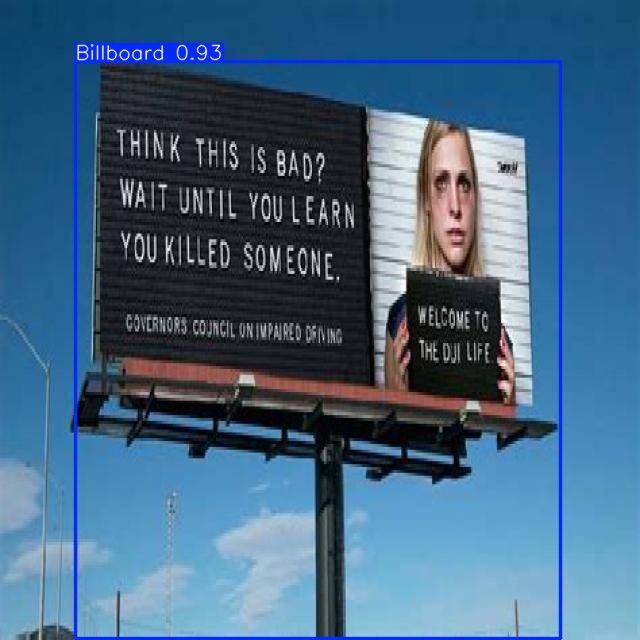 Billboard 0.93
THINK THIS IS BAD?
WAIT UNTIL YOU LEARN
YOU KILLED SOMEONE.
GOVERNORS COUNCIL ON IMPAIRED DRIVING
WELCOME TO
THE DUI LIFE